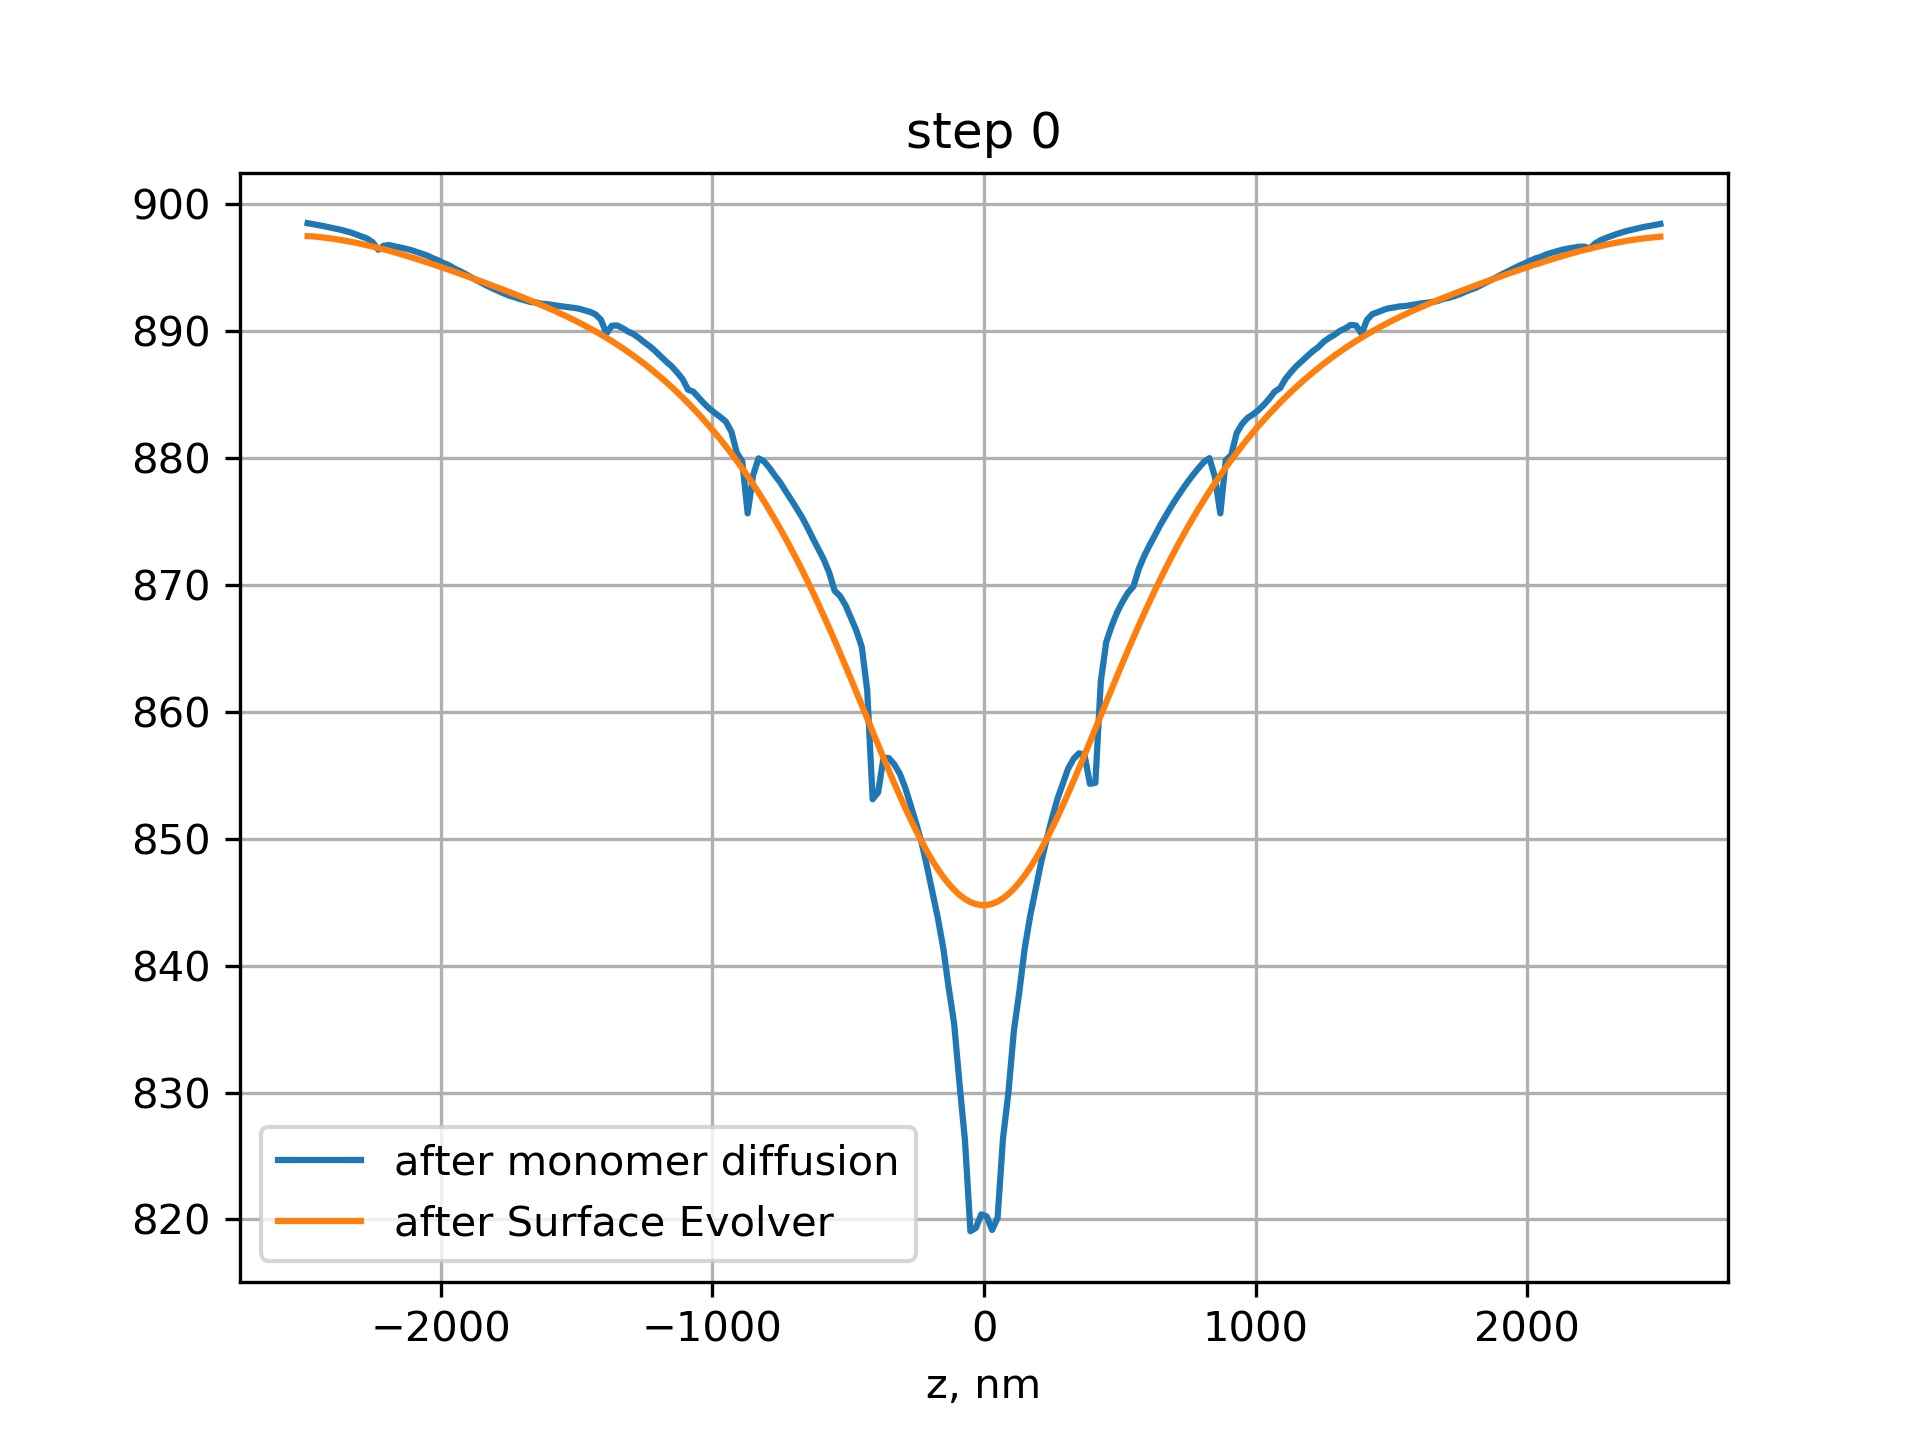 step 0
900
890
880
870
860
850
840
830
820
after monomer diffusion
after Surface Evolver
−2000 −1000 0 1000 2000
z, nm